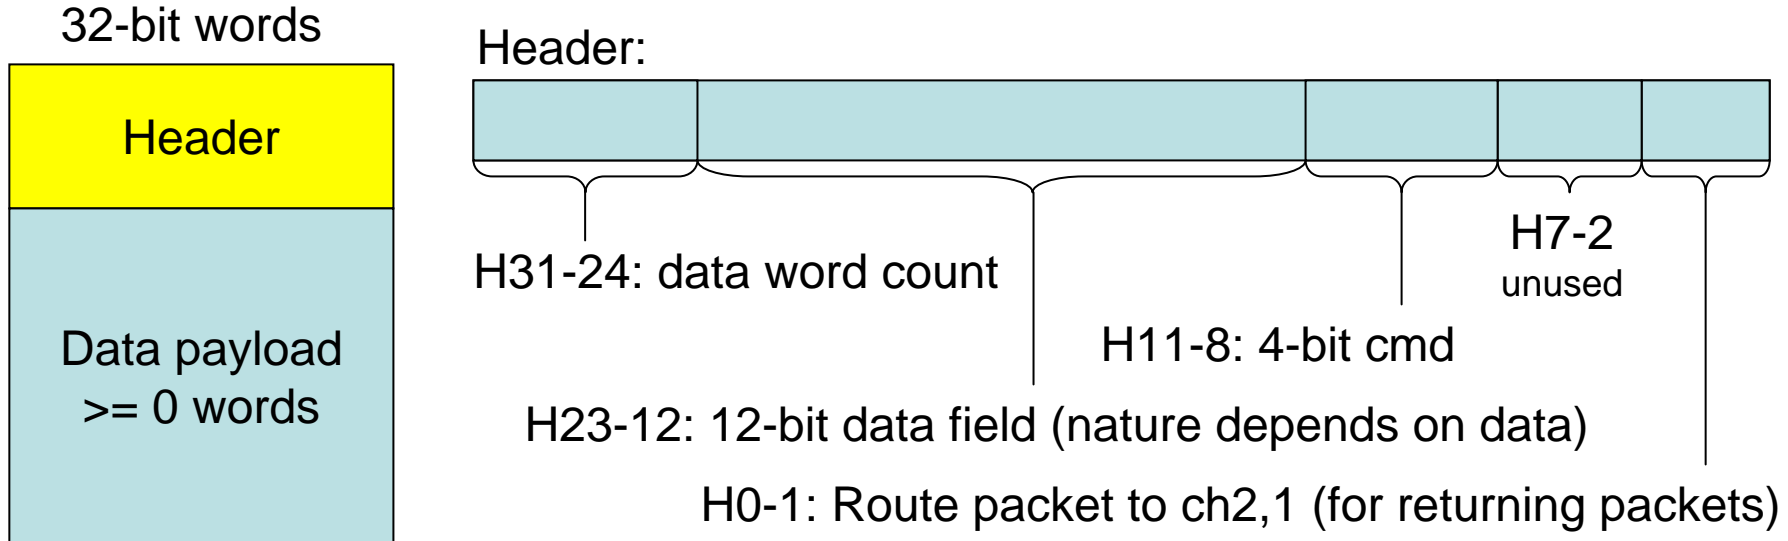 32-bit words
Header
Data payload
>= 0 words
Header:
H31-24: data word count
H7-2
unused
H11-8: 4-bit cmd
H23-12: 12-bit data field (nature depends on data)
H0-1: Route packet to ch2,1 (for returning packets)